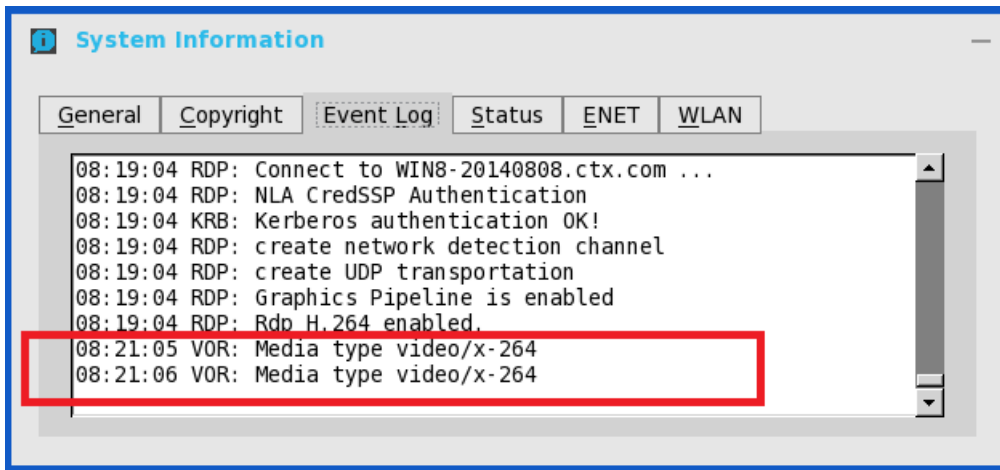 System Information
General Copyright Event Log Status ENET WLAN
08:19:04 RDP: Connect to WIN8-20140808.ctx.com ...
08:19:04 RDP: NLA CredSSP Authentication
08:19:04 KRB: Kerberos authentication OK!
08:19:04 RDP: create network detection channel
08:19:04 RDP: create UDP transportation
08:19:04 RDP: Graphics Pipeline is enabled
08:19:04 RDP: Rdp H.264 enabled.
08:21:05 VOR: Media type video/x-264
08:21:06 VOR: Media type video/x-264